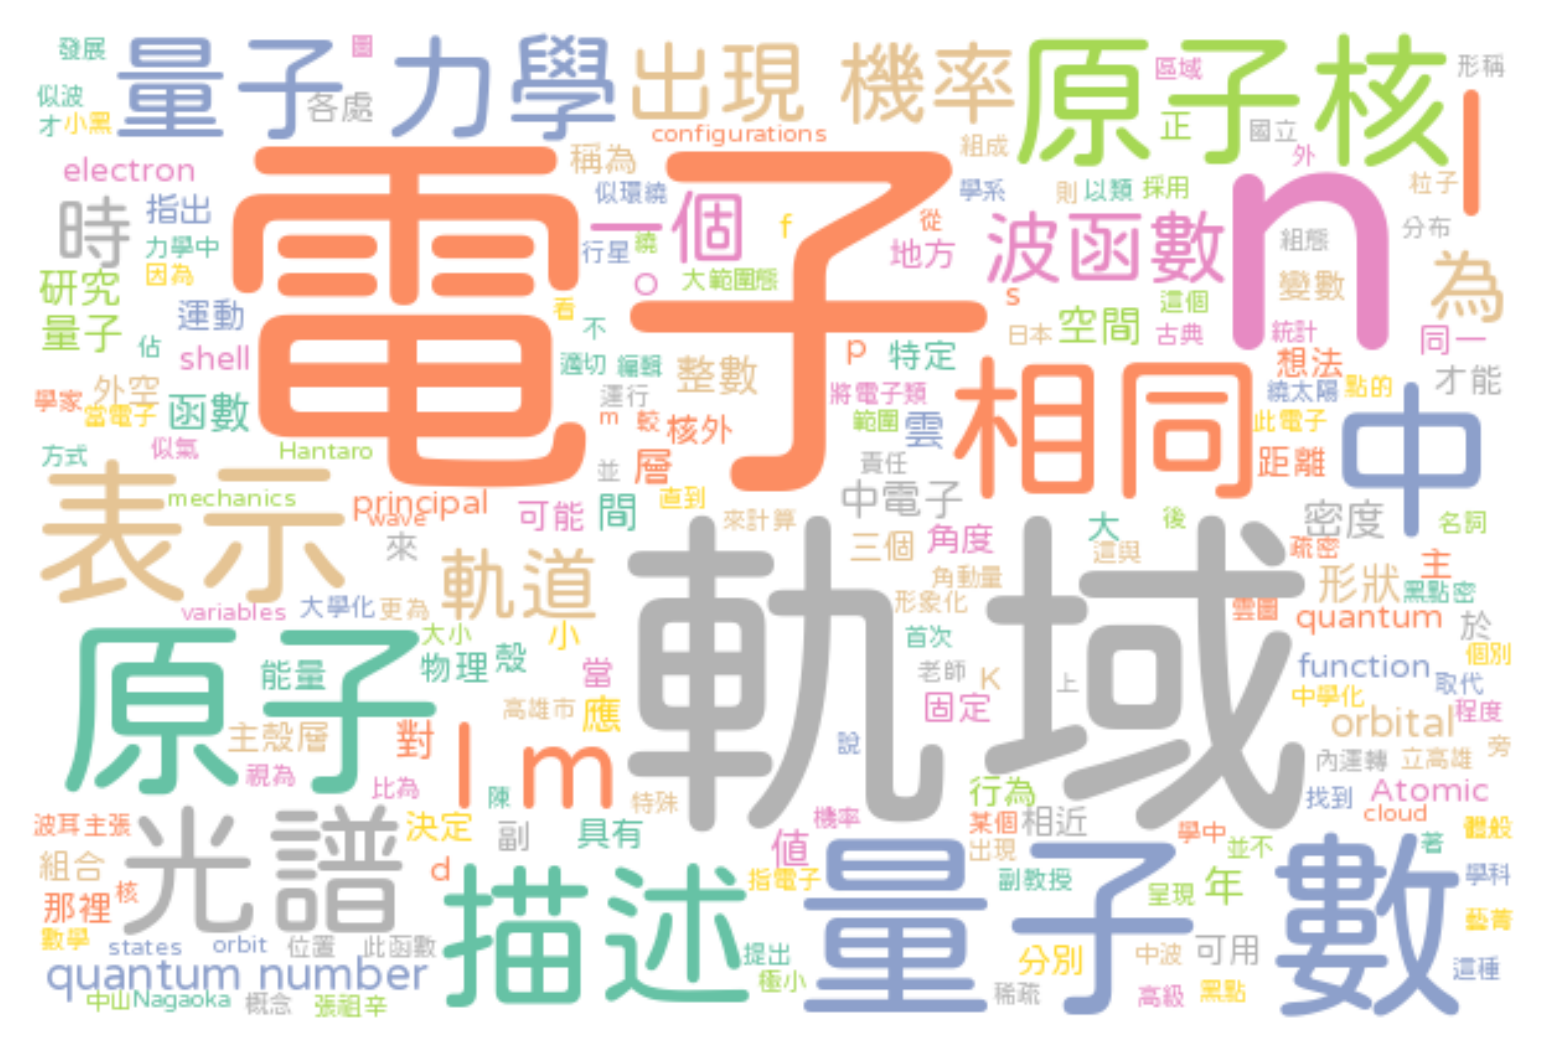 發展
量子力學
圖
出現
機率
原子核
區域
形稱
似波
才
小黑
各處
正
國立
l
configurations
electron
稱為
組成
外
時
指出
電子
似環繞
一個
學系
則
以類
採用
粒子
n
力學中
行星
繞
f
從
地方
波函數
組態
分布
因為
o
大範圍態
變數
為
研究
量子
運動
看
s
這個
不
日本
空間
古典
統計
同一
佔
shell
適切
編輯
整數
p
特定
想法
外空
運行
將電子類
相同
繞太陽
點的
才能
學家
當電子
函數
m
較
核外
範圍
雲
此電子
中
方式
似氣
Hantaro
並
層
責任
距離
表示
mechanics
principal
wave
可能
間
直到
中電子
密度
來計算
大
後
名詞
來
軌道
三個
角度
這與
疏密
主
軌域
角動量
形狀
黑點密
variables
大學化
更為
形象化
雲圖
quantum
於
原子
大小
小
首次
個別
能量
物理
殼
當
老師
K
上
function
取代
中學化
高雄市
應
固定
orbital
程度
主殼層
對
l
m
說
旁
內運轉
立高雄
視為
比為
陳
特殊
行為
找到
Atomic
波耳主張
光譜
決定
副
具有
機率
某個
相近
cloud
學中
並不
體般
著
組合
值
出現
量子數
d
描述
指電子
副教授
呈現
年
學科
那裡
核
藝菁
數學
states
orbit
位置
此函數
提出
分別
中波
可用
quantum number
極小
這種
中山
Nagaoka
概念
張祖辛
稀疏
高級
黑點